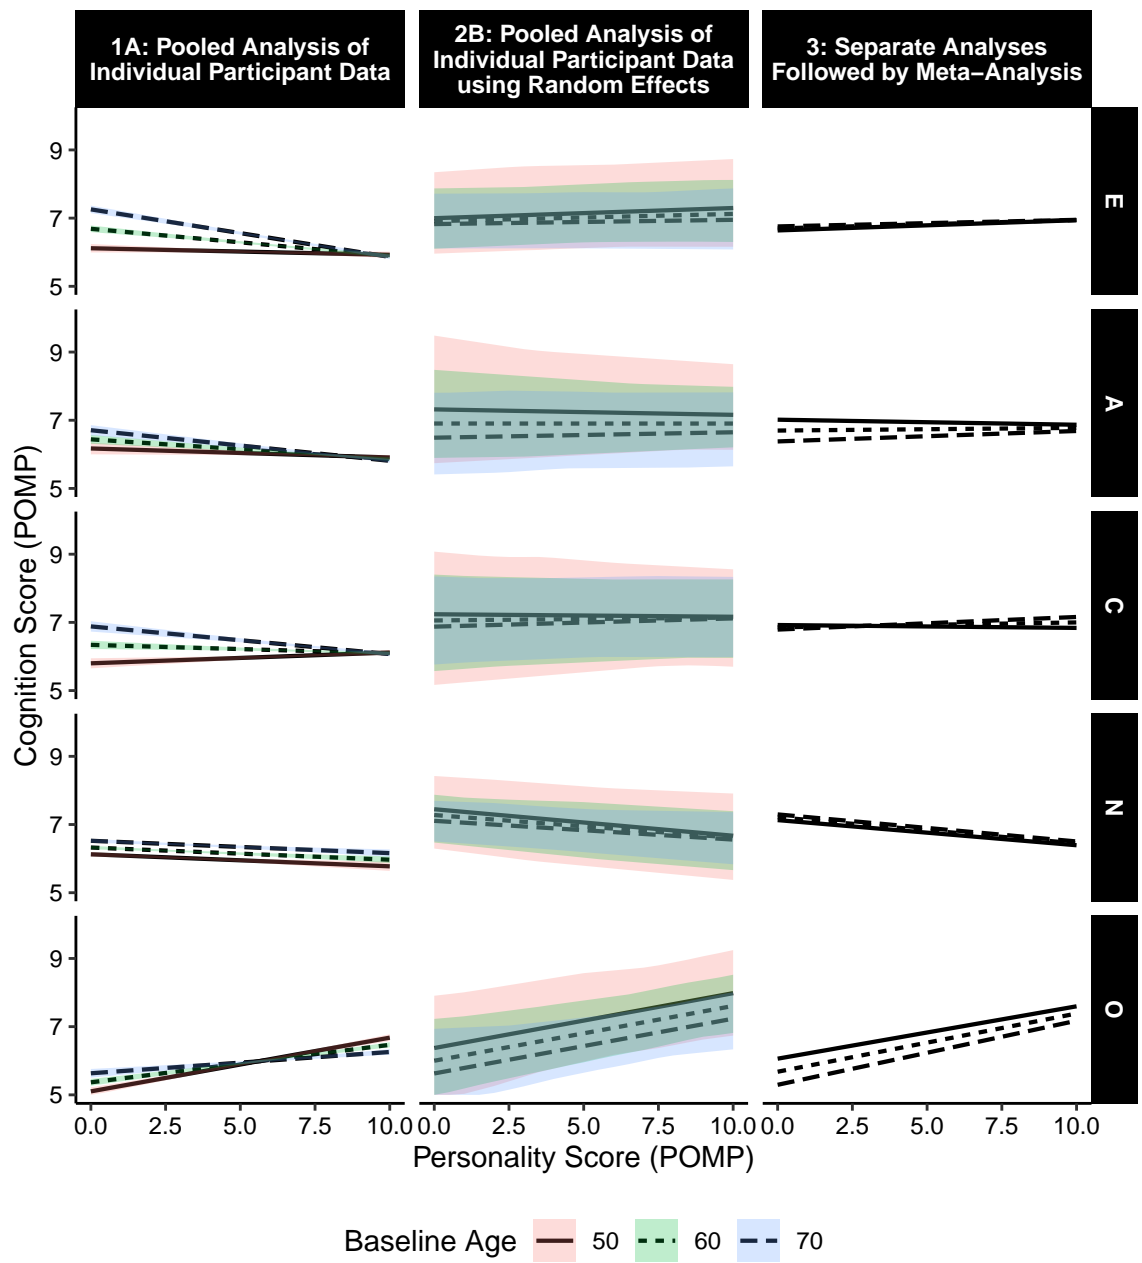 1A: Pooled Analysis of
Individual Participant Data
2B: Pooled Analysis of
Individual Participant Data
using Random Effects
3: Separate Analyses
Followed by Meta−Analysis
9
7
5
E
9
7
5
A
9
7
5
C
9
7
5
N
9
7
5
O
Cognition Score (POMP)
0.0 2.5 5.0 7.5 10.0 0.0 2.5 5.0 7.5 10.0 0.0 2.5 5.0 7.5 10.0
Personality Score (POMP)
Baseline Age 50 60 70